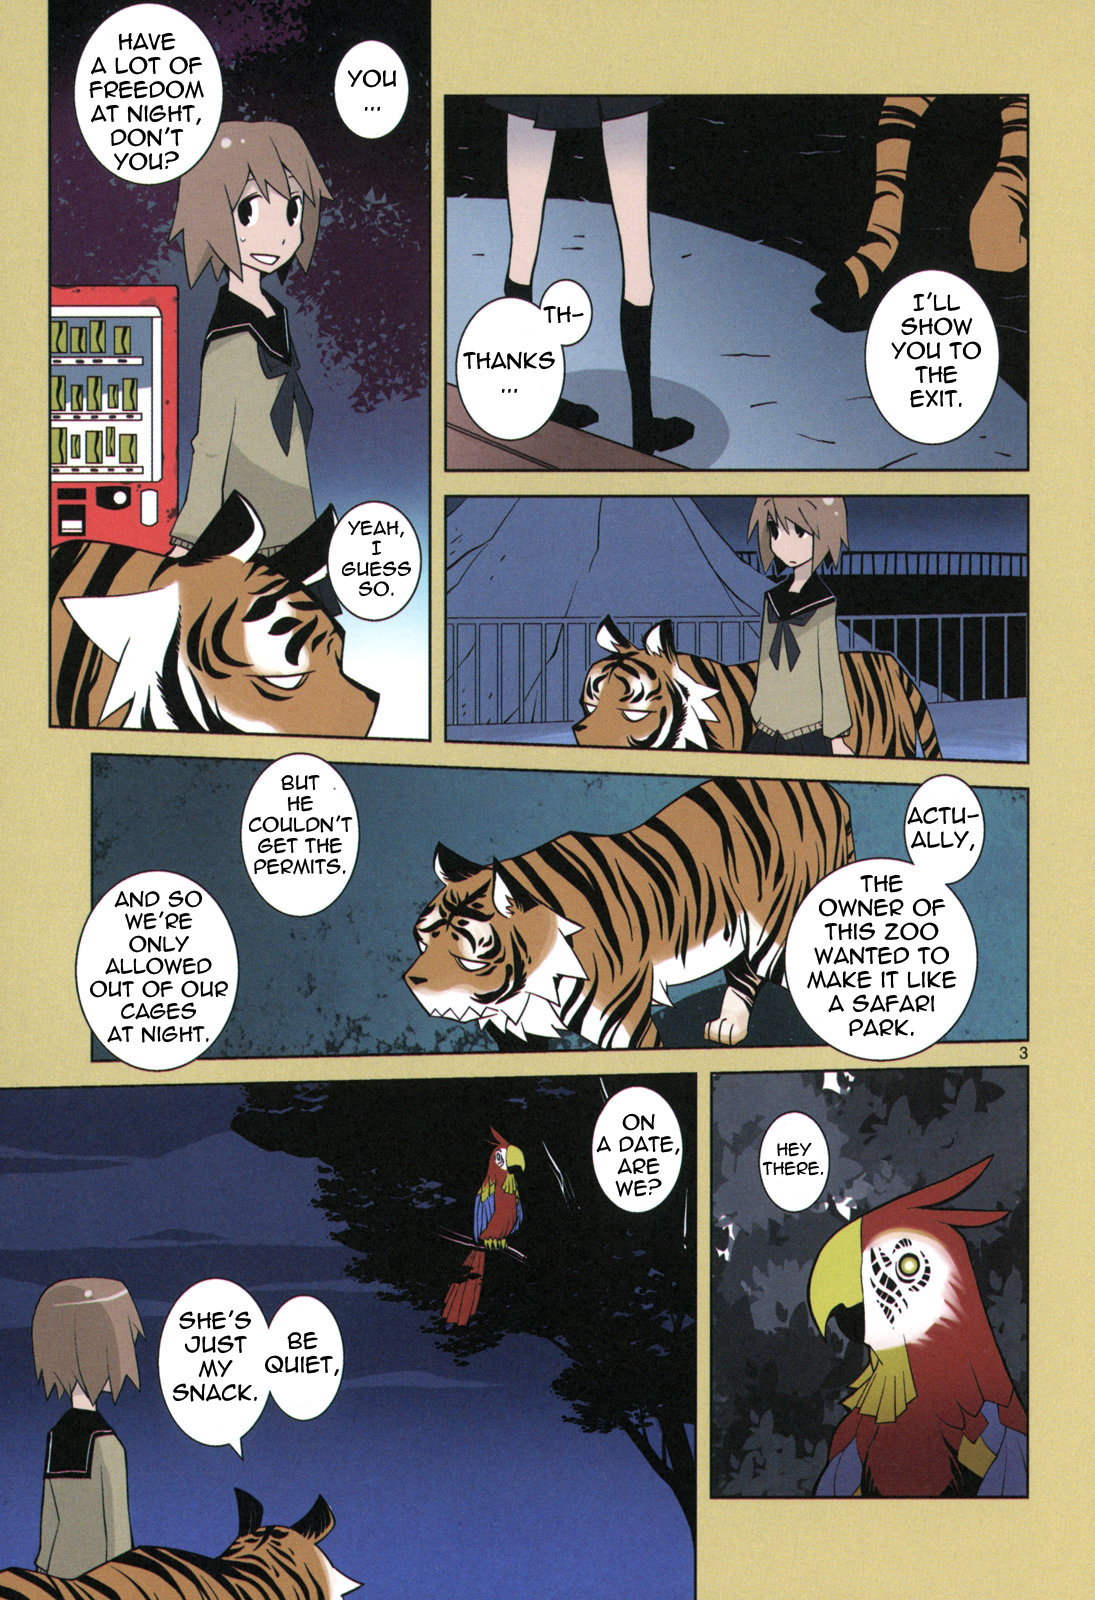 I'LL
SHOW
YOU TO
THE
EXIT.
TH-
THANKS
...
YOU
...
HAVE
A LOT OF
FREEDOM
AT NIGHT,
DON'T
YOU?
YEAH,
I
GUESS
SO.
ACTU-
ALLY,
THE
OWNER OF
THIS ZOO
WANTED TO
MAKE IT LIKE
A SAFARI
PARK.
BUT
HE
COULDN'T
GET THE
PERMITS.
AND SO
WE'RE
ONLY
ALLOWED
OUT OF OUR
CAGES
AT NIGHT.
3
HEY
THERE.
ON
A DATE,
ARE
WE?
BE
QUIET,
SHE'S
JUST
MY
SNACK.